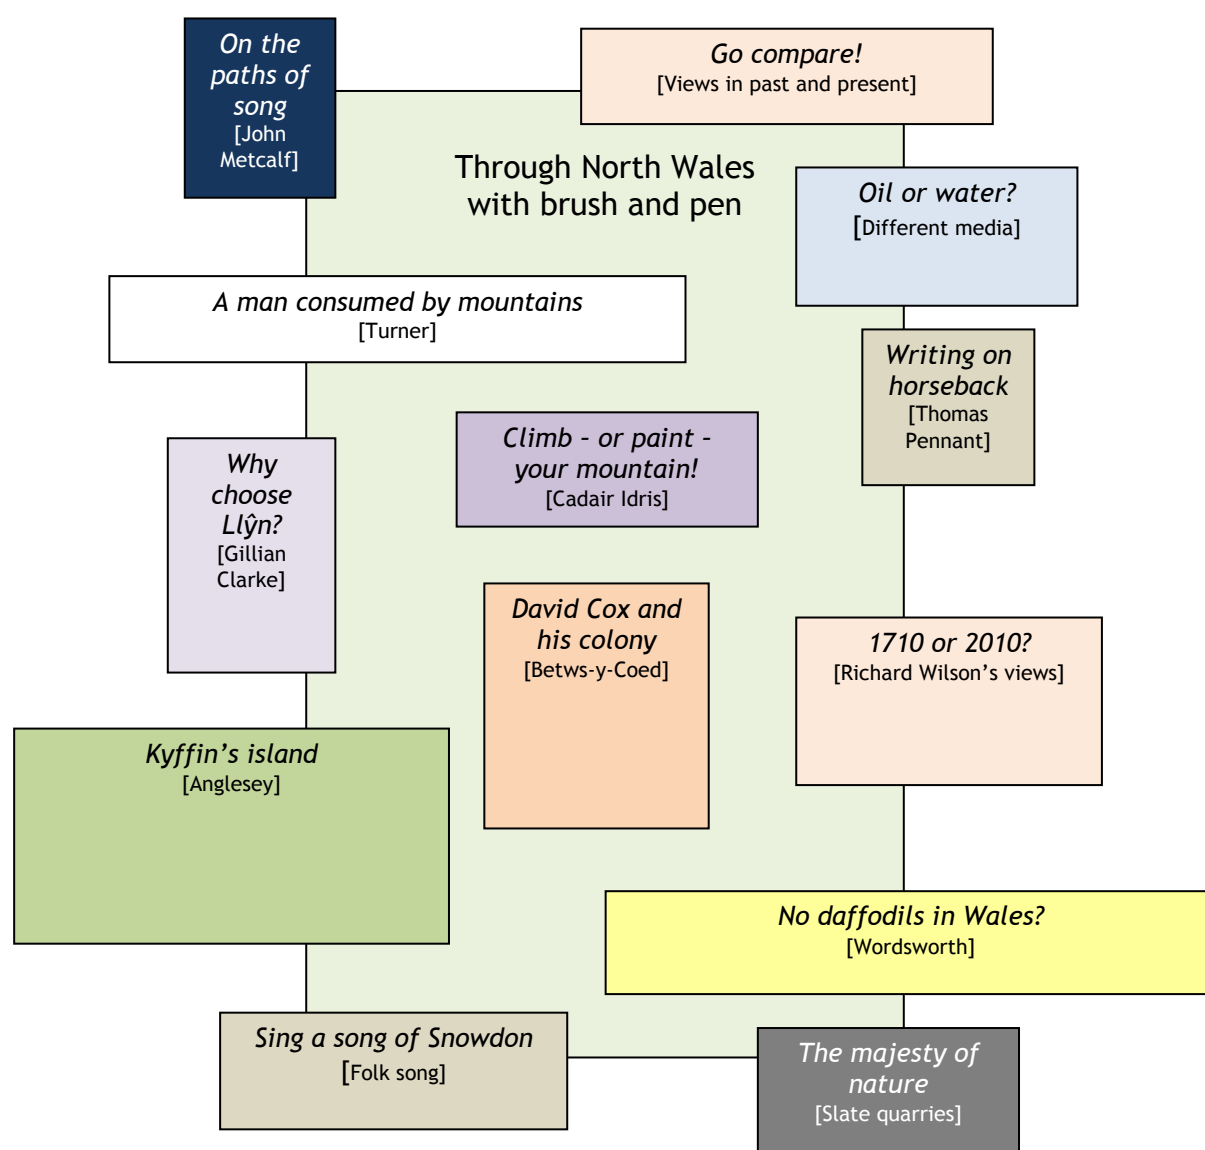 On the
paths of
song
[John
Metcalf]
Go compare!
[Views in past and present]
Through North Wales
with brush and pen
Oil or water?
[Different media]
A man consumed by mountains
[Turner]
Writing on
horseback
[Thomas
Pennant]
Climb - or paint -
your mountain!
[Cadair Idris]
Why
choose
Llŷn?
[Gillian
Clarke]
David Cox and
his colony
[Betws-y-Coed]
1710 or 2010?
[Richard Wilson's views]
Kyffin's island
[Anglesey]
No daffodils in Wales?
[Wordsworth]
Sing a song of Snowdon
[Folk song]
The majesty of
nature
[Slate quarries]